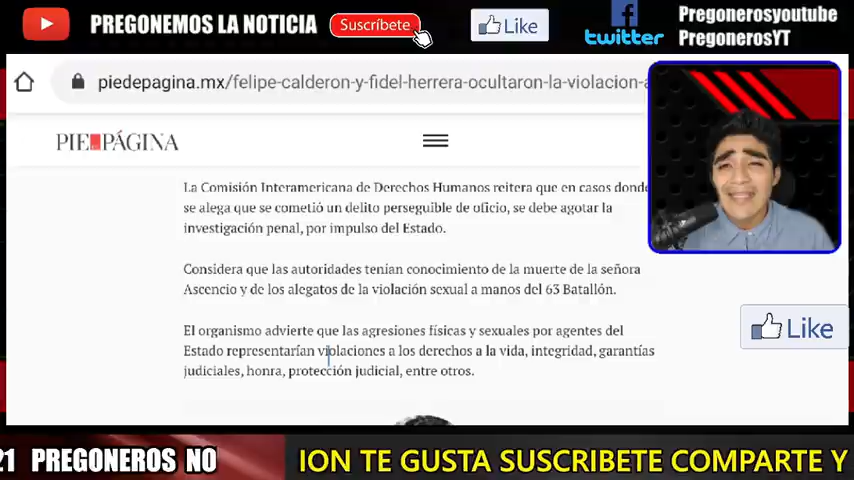 PREGONEMOS LA NOTICIA
Suscríbete
Like
twitter
Pregonerosyoutube
PregonerosYT
piedepagina.mx/felipe-calderon-y-fidel-herrera-ocultaron-la-violacion-a
PIE PÁGINA
La Comisión Interamericana de Derechos Humanos reitera que en casos donde
se alega que se cometió un delito perseguible de oficio, se debe agotar la
investigación penal, por impulso del Estado.
Considera que las autoridades tenían conocimiento de la muerte de la señora
Ascencio y de los alegatos de la violación sexual a manos del 63 Batallón.
El organismo advierte que las agresiones físicas y sexuales por agentes del
Estado representarían violaciones a los derechos a la vida, integridad, garantías
judiciales, honra, protección judicial, entre otros.
Like
21 PREGONEROS NO
ION TE GUSTA SUSCRIBETE COMPARTE Y